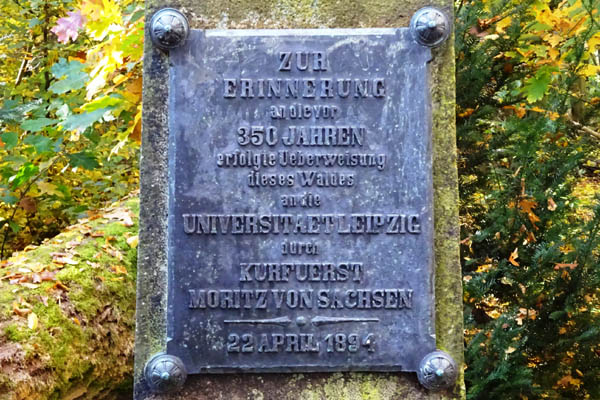 ZUR
ERINNERUNG
an die vor
350 JAHREN
erfolgte Ueberweisung
dieses Waldes
an die
UNIVERSITAET LEIPZIG
durch
KURFUERST
MORITZ VON SACHSEN
22 APRIL 1894